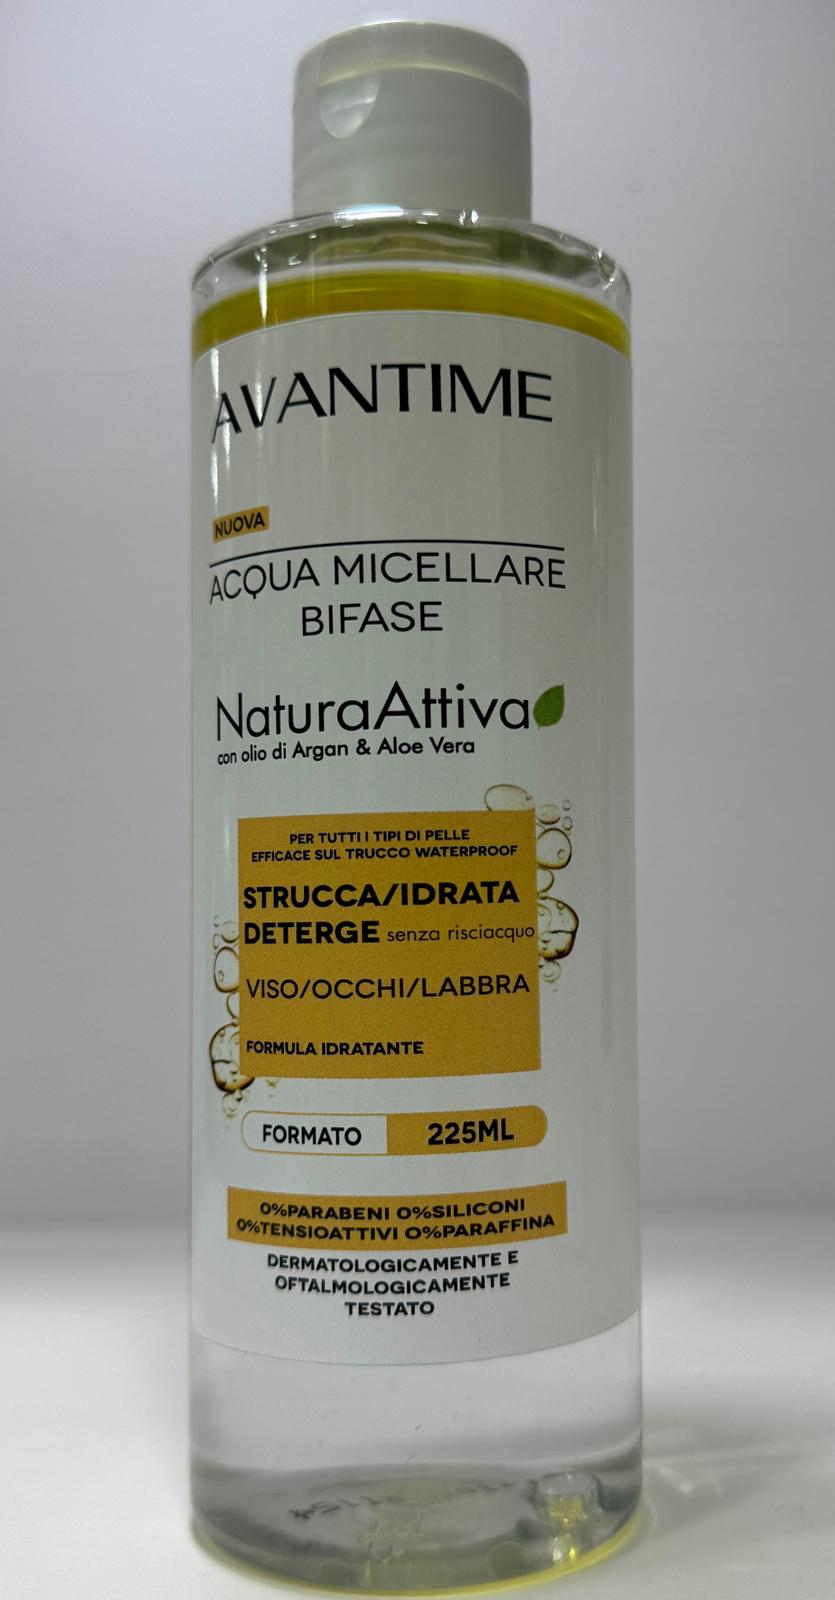 AVANTIME
NUOVA
ACQUA MICELLARE
BIFASE
NaturaAttiva
con olio di Argan & Aloe Vera
PER TUTTI I TIPI DI PELLE
EFFICACE SUL TRUCCO WATERPROOF
STRUCCA/IDRATA
DETERGE senza risciacquo
VISO/OCCHI/LABBRA
FORMULA IDRATANTE
FORMATO 225ML
0%PARABENI 0%SILICONI
0%TENSIOATTIVI 0%PARAFFINA
DERMATOLOGICAMENTE E
OFTALMOLOGICAMENTE
TESTATO